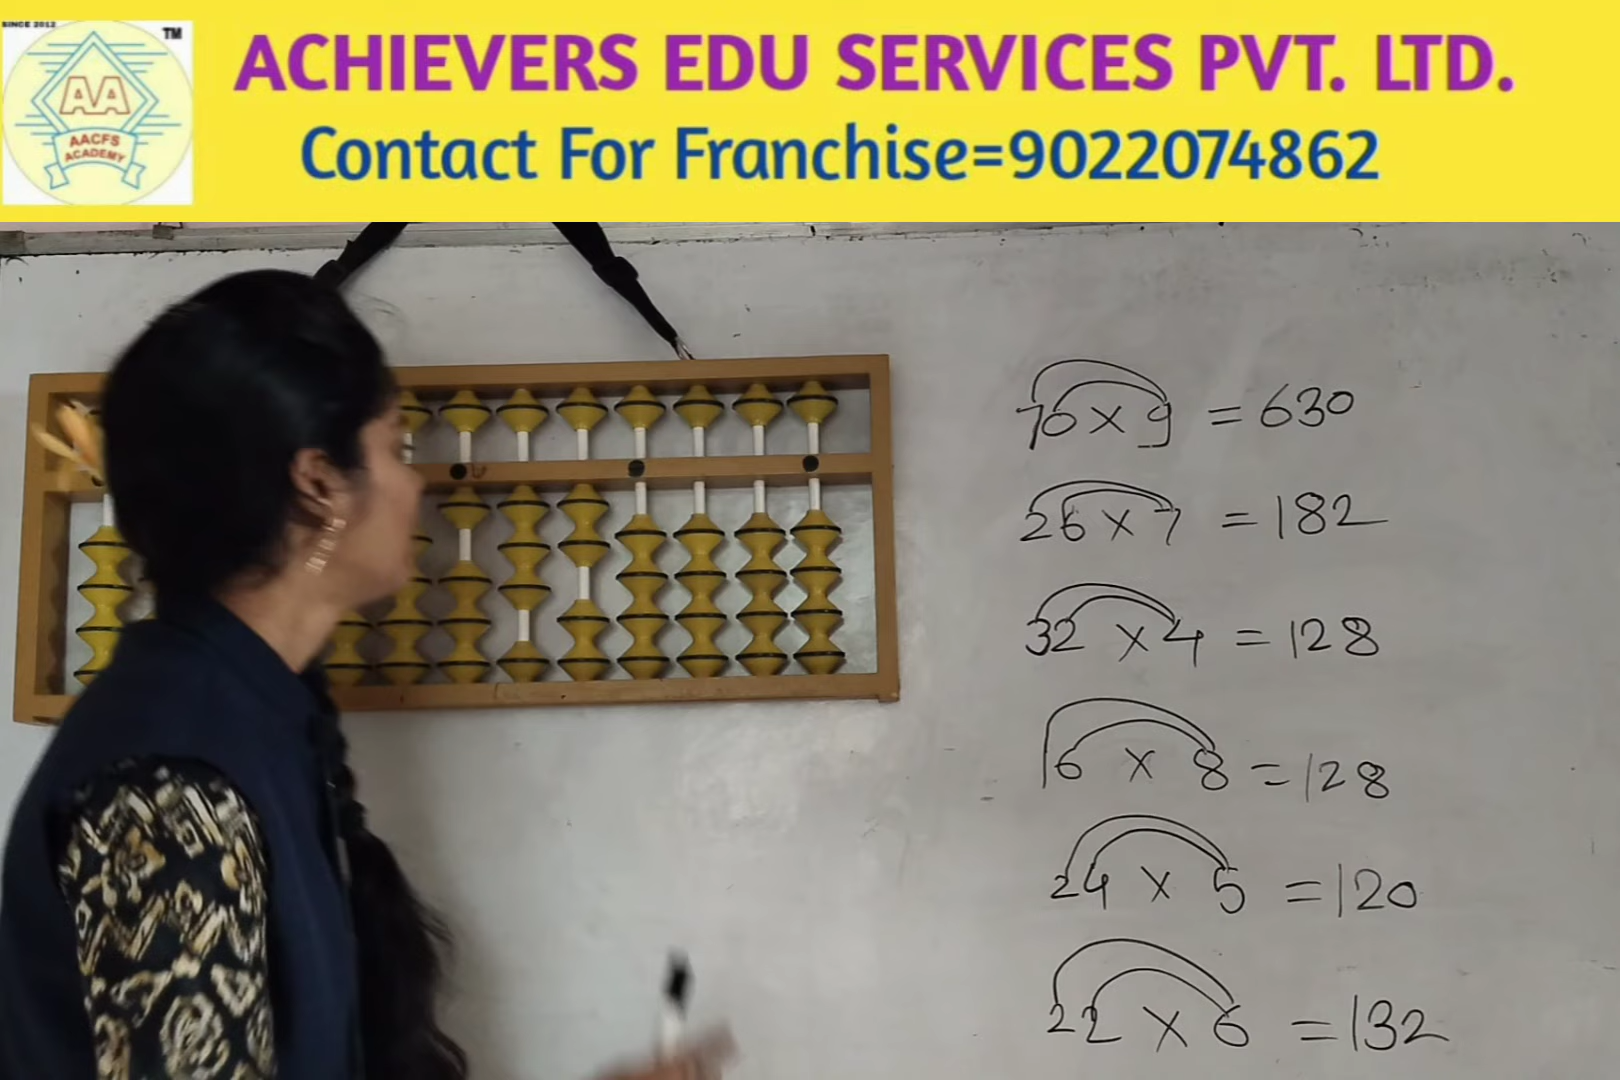 SINCE 2012
TM
AA
AACFS
ACADEMY
ACHIEVERS EDU SERVICES PVT. LTD.
Contact For Franchise=9022074862
70 × 9 = 630
26 × 7 = 182
32 × 4 = 128
16 × 8 = 128
24 × 5 = 120
22 × 6 = 132